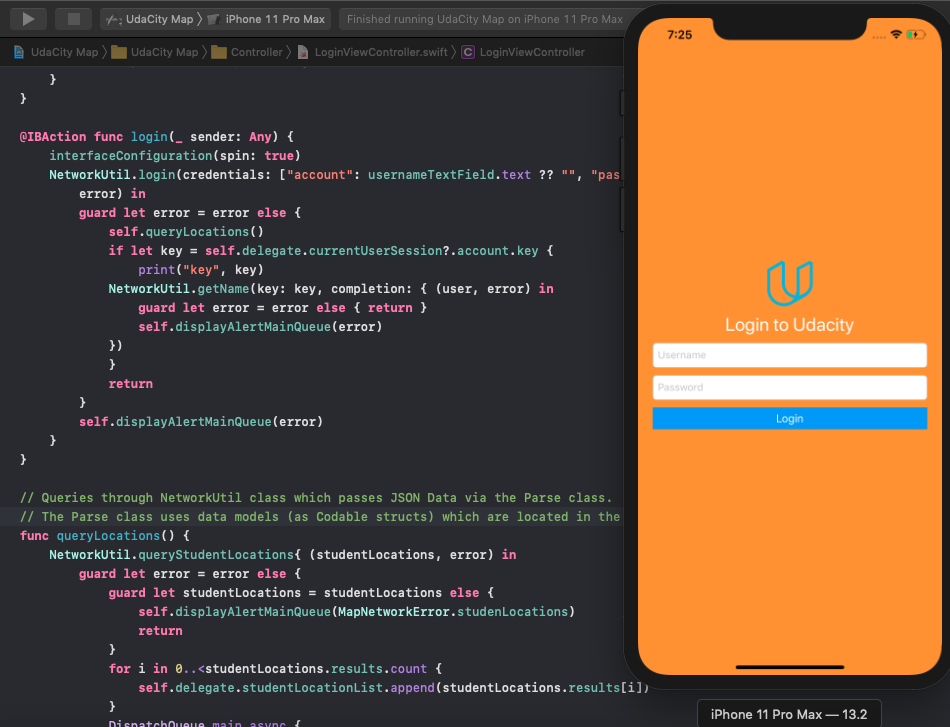 UdaCity Map 〉 iPhone 11 Pro Max
Finished running UdaCity Map on iPhone 11 Pro Max
UdaCity Map 〉 UdaCity Map 〉 Controller 〉 LoginViewController.swift 〉 C LoginViewController
}
}
@IBAction func login(_ sender: Any) {
interfaceConfiguration(spin: true)
NetworkUtil.login(credentials: ["account": usernameTextField.text ?? "", "pas
error) in
guard let error = error else {
self.queryLocations()
if let key = self.delegate.currentUserSession?.account.key {
print("key", key)
NetworkUtil.getName(key: key, completion: { (user, error) in
guard let error = error else { return }
self.displayAlertMainQueue(error)
})
}
return
}
self.displayAlertMainQueue(error)
}
}
// Queries through NetworkUtil class which passes JSON Data via the Parse class.
// The Parse class uses data models (as Codable structs) which are located in the
func queryLocations() {
NetworkUtil.queryStudentLocations{ (studentLocations, error) in
guard let error = error else {
guard let studentLocations = studentLocations else {
self.displayAlertMainQueue(MapNetworkError.studenLocations)
return
}
for i in 0..<studentLocations.results.count {
self.delegate.studentLocationList.append(studentLocations.results[i])
}
DispatchQueue.main.async {
7:25
Login to Udacity
Username
Password
Login
iPhone 11 Pro Max — 13.2